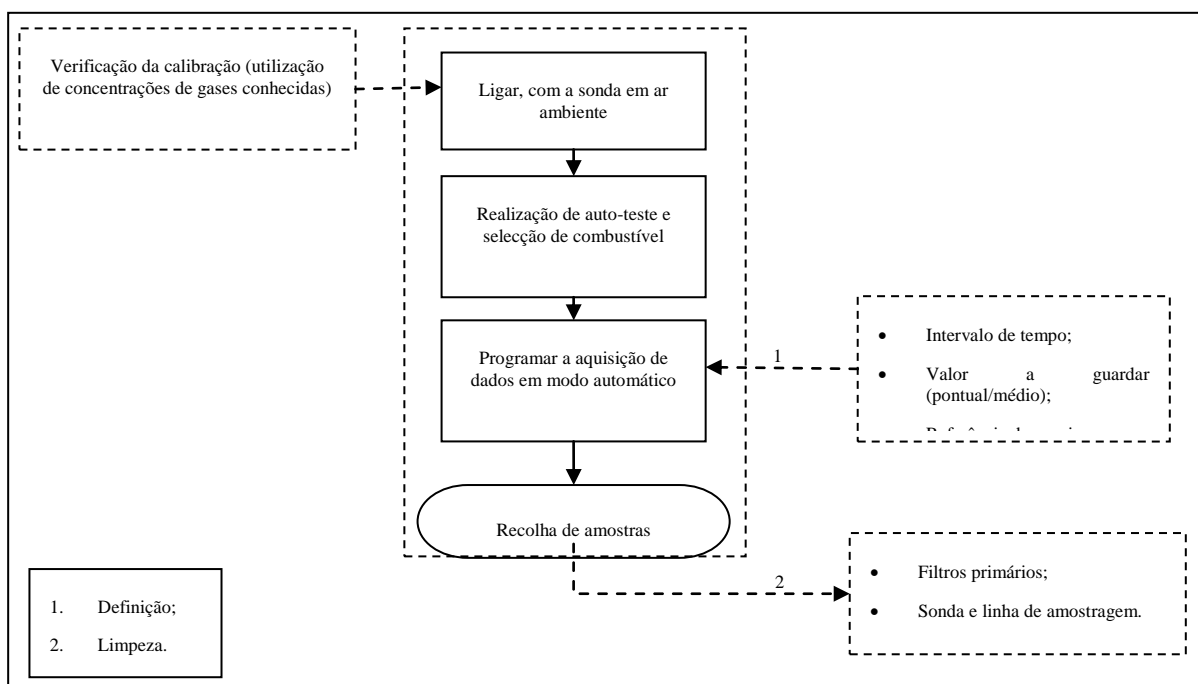 Verificação da calibração (utilização
de concentrações de gases conhecidas)
Ligar, com a sonda em ar
ambiente
Realização de auto-teste e
selecção de combustível
Programar a aquisição de
dados em modo automático
1
• Intervalo de tempo;
• Valor a guardar
(pontual/médio);
Recolha de amostras
2
• Filtros primários;
• Sonda e linha de amostragem.
1. Definição;
2. Limpeza.